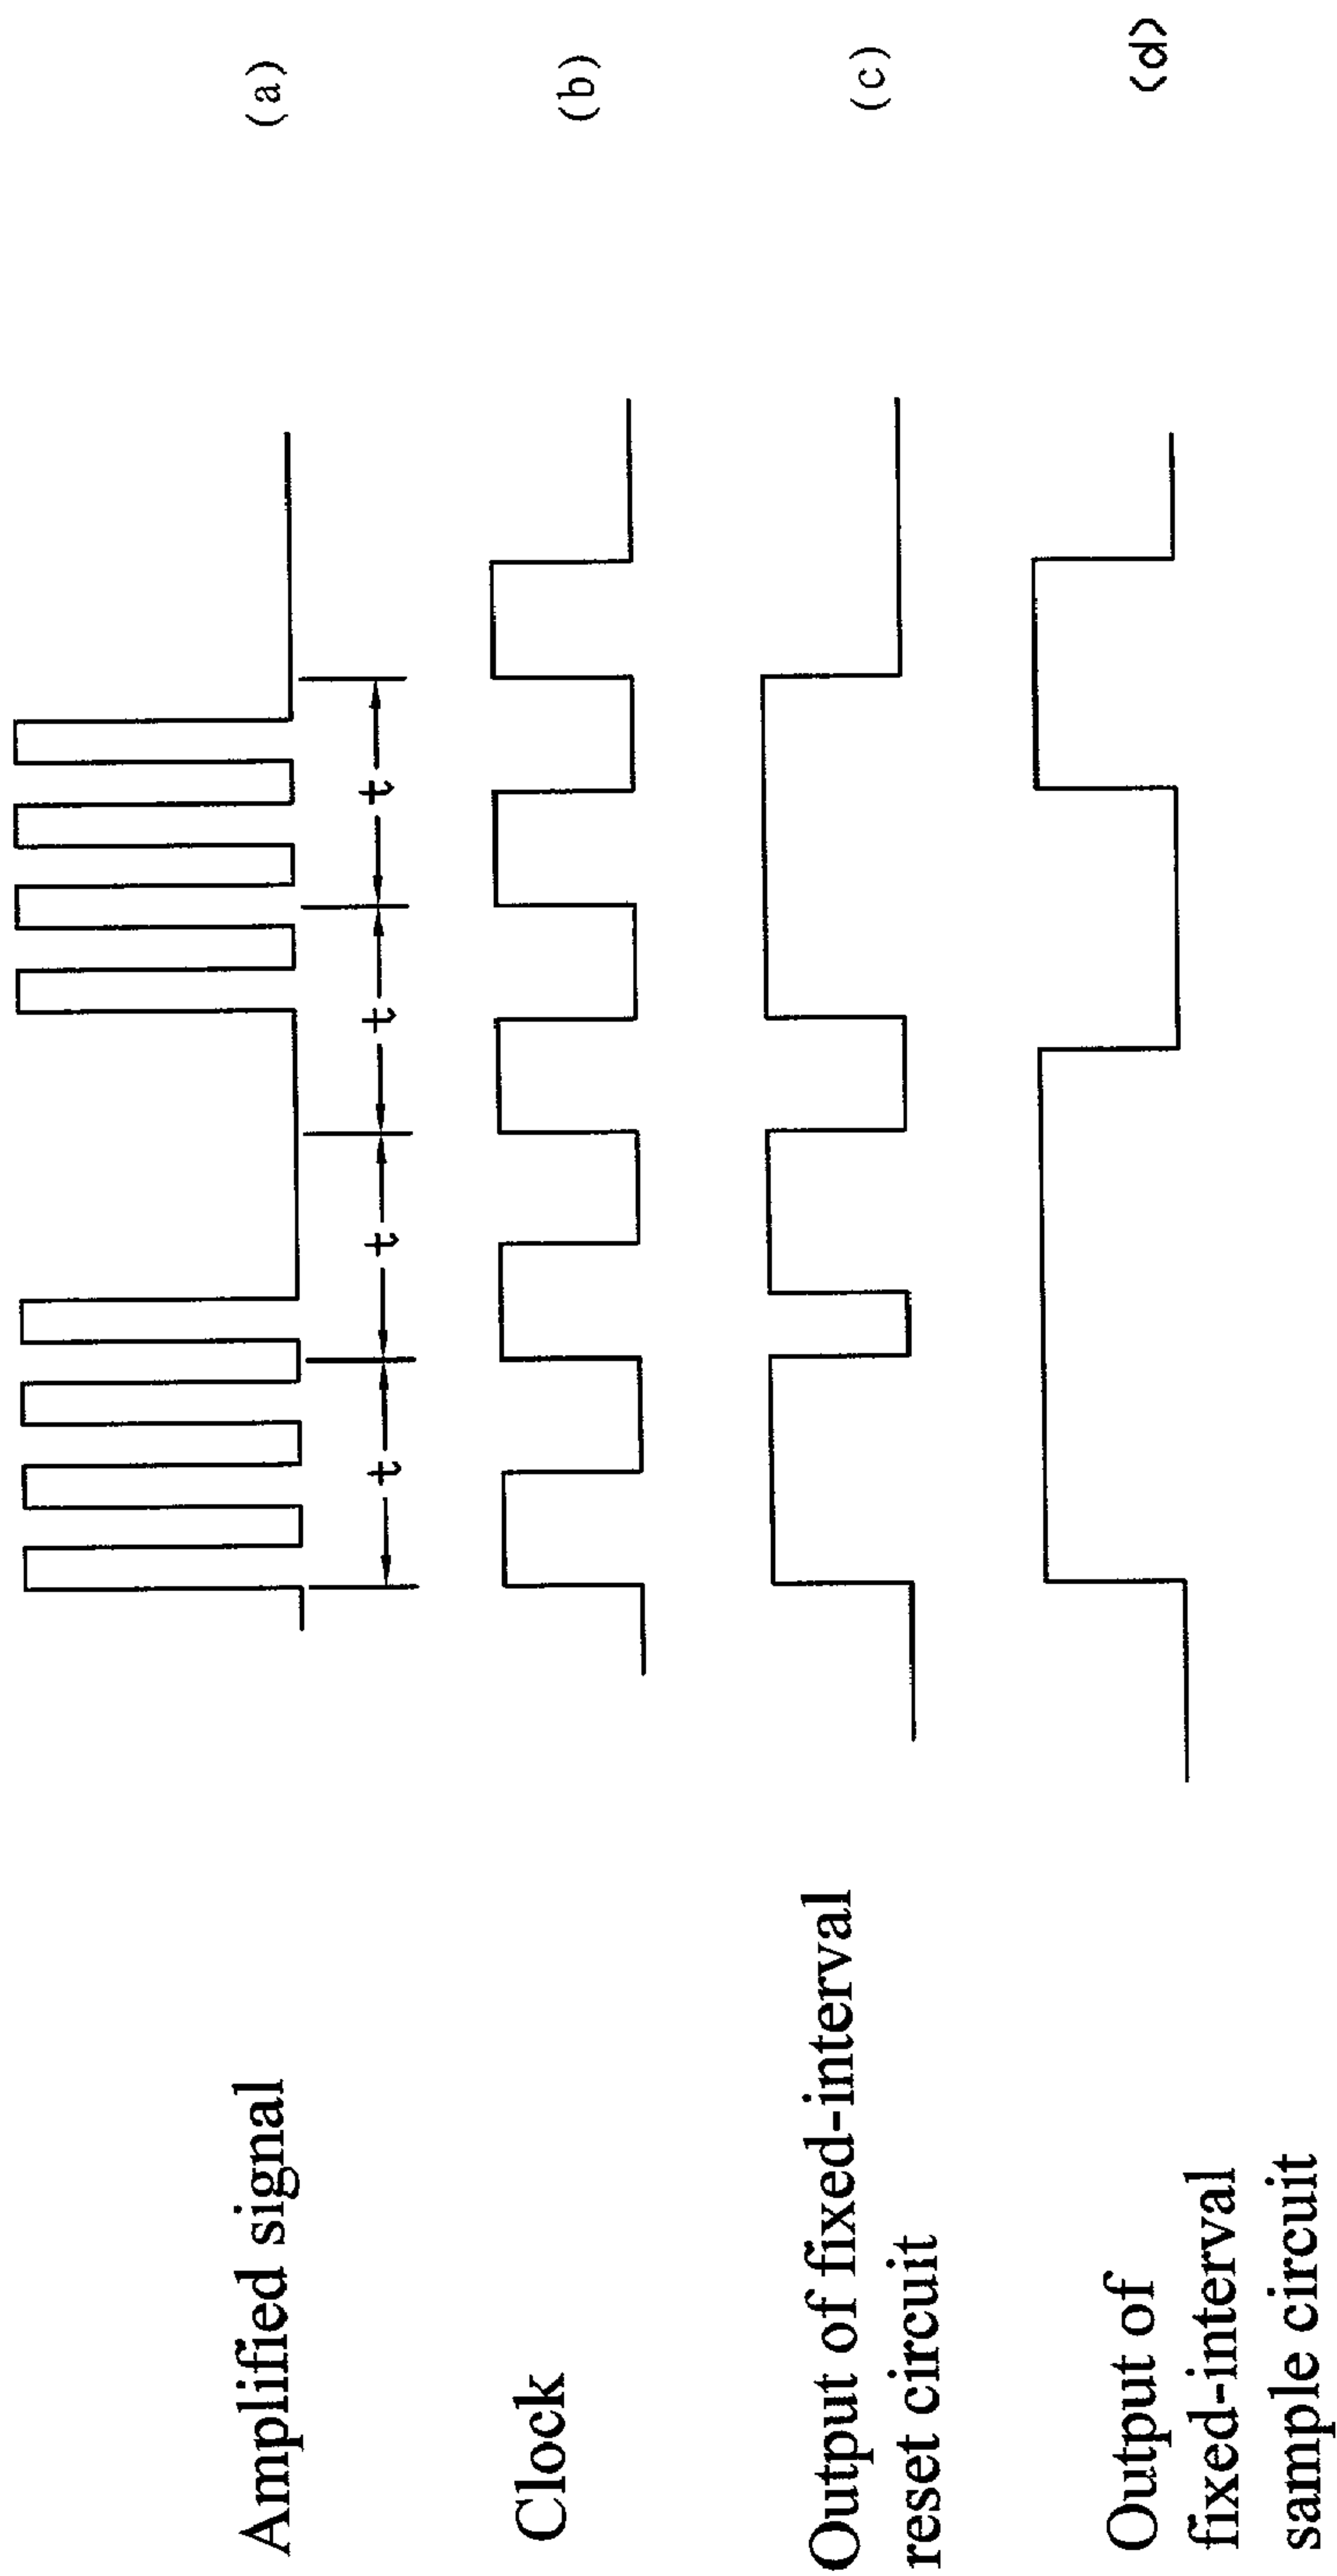 Amplified signal
(a)
t
t
t
t
Clock
(b)
Output of fixed-interval
reset circuit
(c)
Output of
fixed-interval
sample circuit
(d)